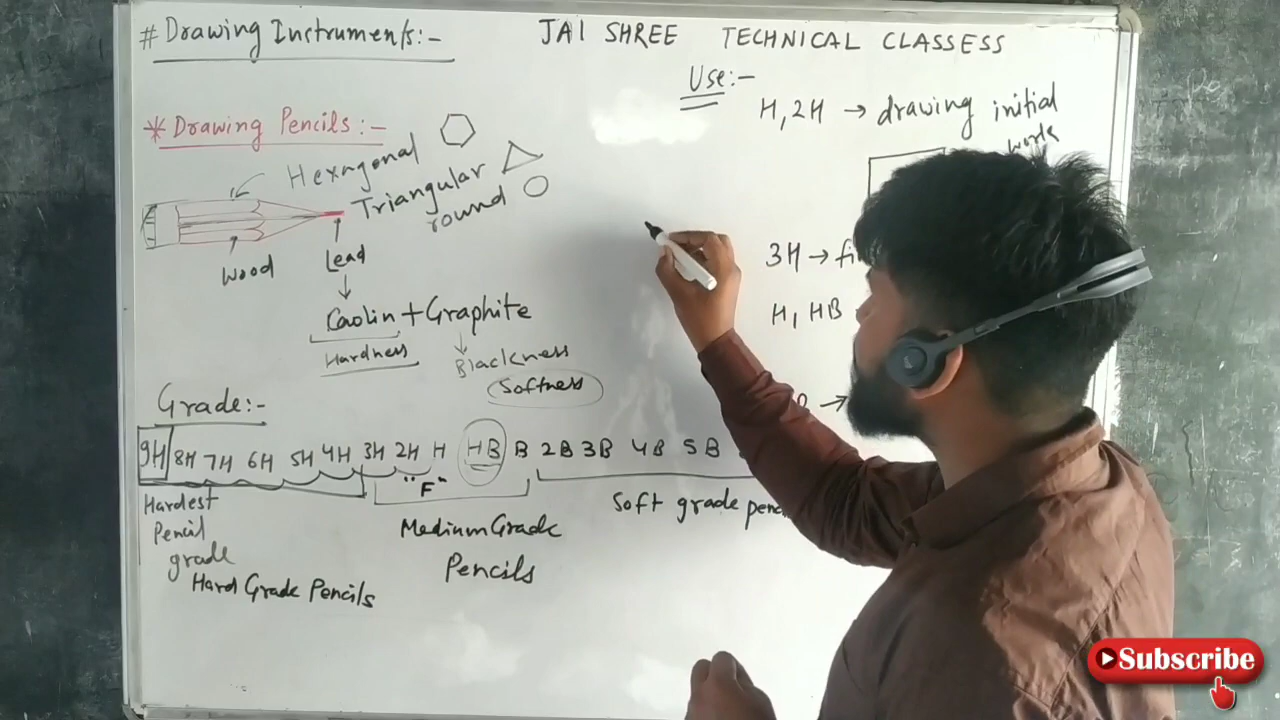 # Drawing Instruments:-
JAI SHREE TECHNICAL CLASSESS
Use:-
H, 2H → drawing initial
works
* Drawing Pencils:-
Hexagonal
Triangular
round
Wood
Lead
Caolin + Graphite
Hardness
Blackness
Softness
3H → fi
H, HB
Grade:-
9H 8H 7H 6H 5H 4H 3H 2H H HB B 2B 3B 4B 5B
"F"
Hardest
Pencil
grade
Hard Grade Pencils
Medium Grade
Pencils
Soft grade penc
Subscribe